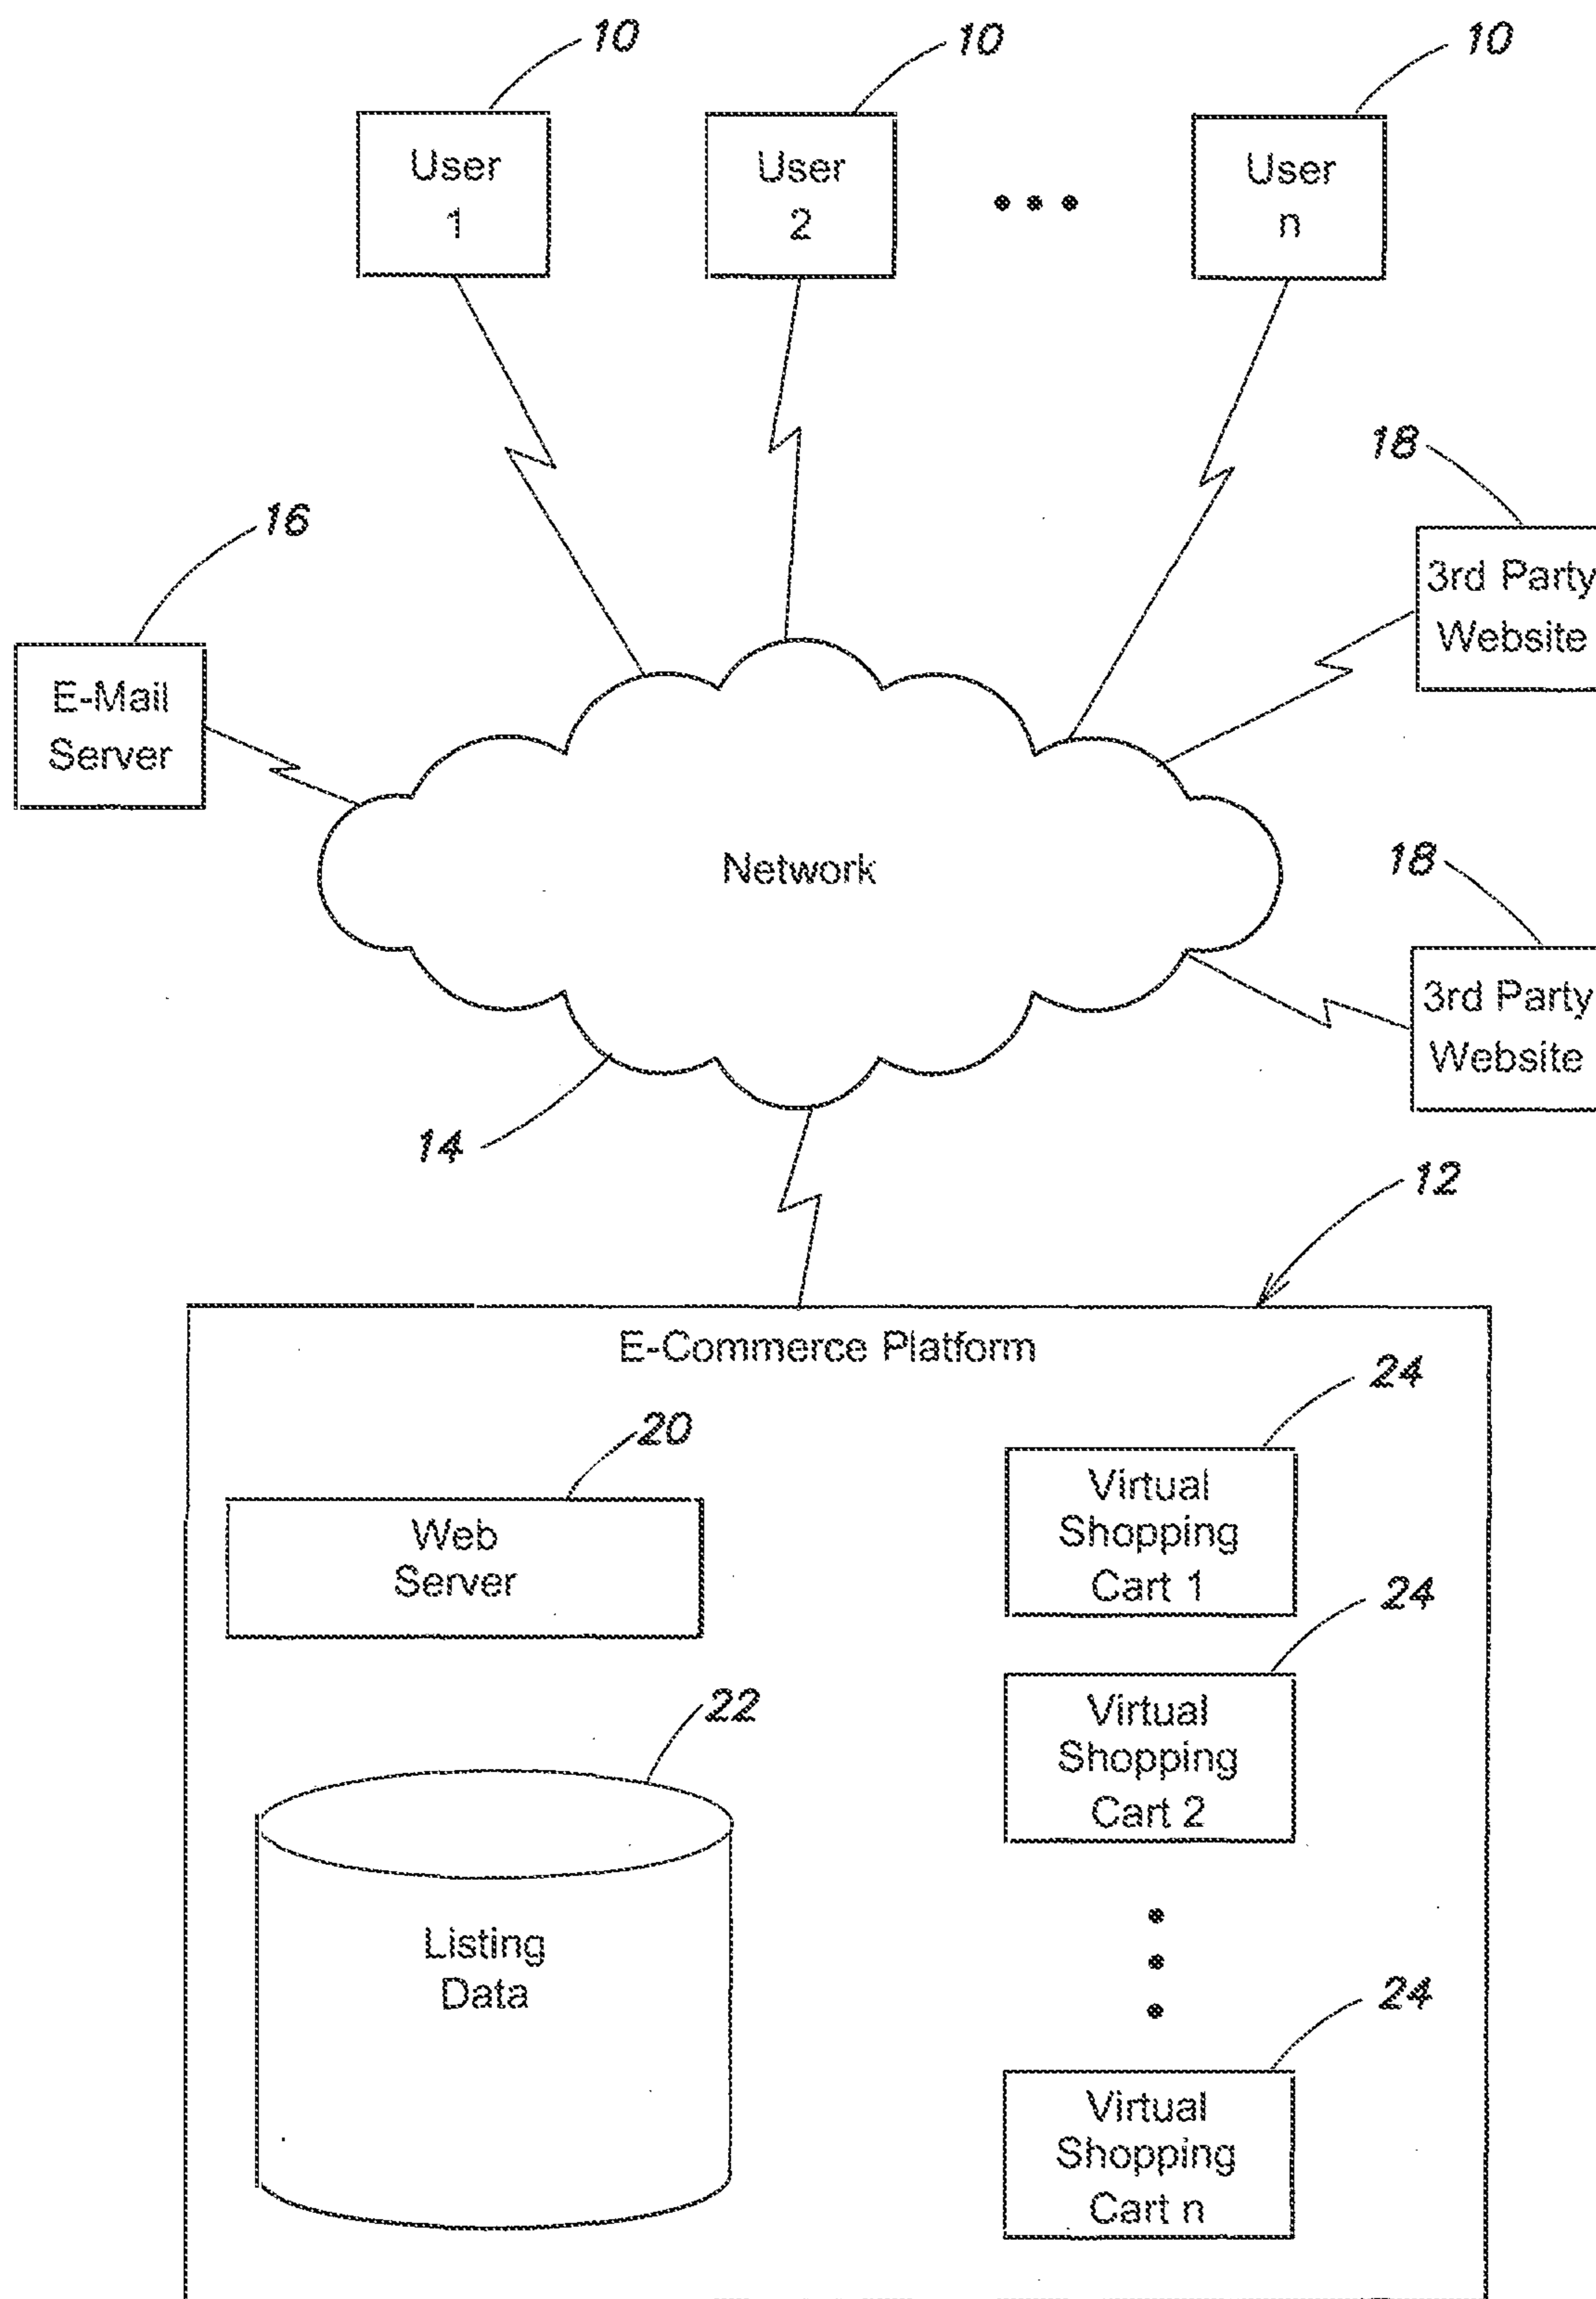 10
10
10
User
1
User
2
User
n
18
16
3rd Party
Website
E-Mail
Server
Network
18
3rd Party
Website
14
12
E-Commerce Platform
24
20
Virtual
Shopping
Cart 1
Web
Server
24
22
Virtual
Shopping
Cart 2
Listing
Data
24
Virtual
Shopping
Cart n